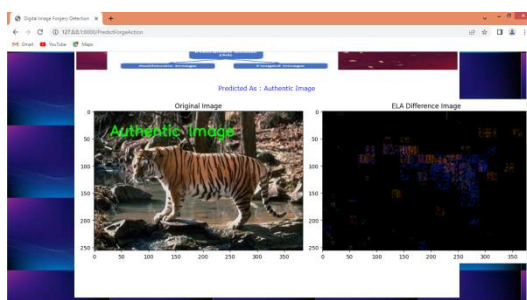 Digital Image Forgery Detection
127.0.0.1:8000/PredictForgeAction
Gmail YouTube Maps
Authentic Image Forged Image
Predicted As : Authentic Image
Original Image ELA Difference Image
Authentic Image
0
50
100
150
200
250
0 50 100 150 200 250 300 350
0
50
100
150
200
250
0 50 100 150 200 250 300 350